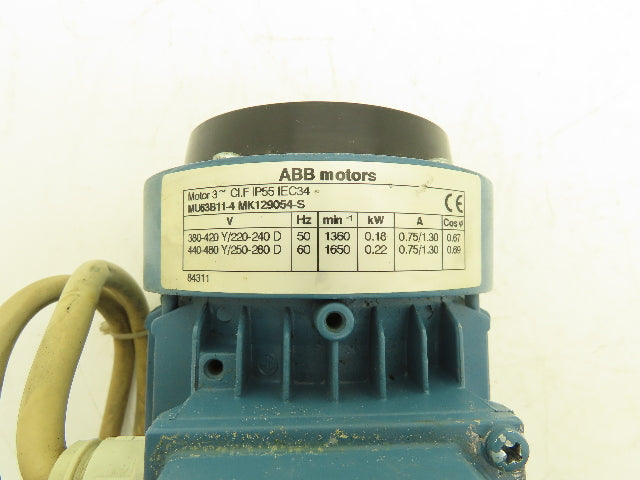 ABB motors
Motor 3~ Cl.F IP55 IEC34
MU63B11-4 MK129054-S
CE
V Hz min⁻¹ kW A Cos φ
380-420 Y/220-240 D 50 1360 0.18 0.75/1.30 0.67
440-480 Y/250-280 D 60 1650 0.22 0.75/1.30 0.69
84311